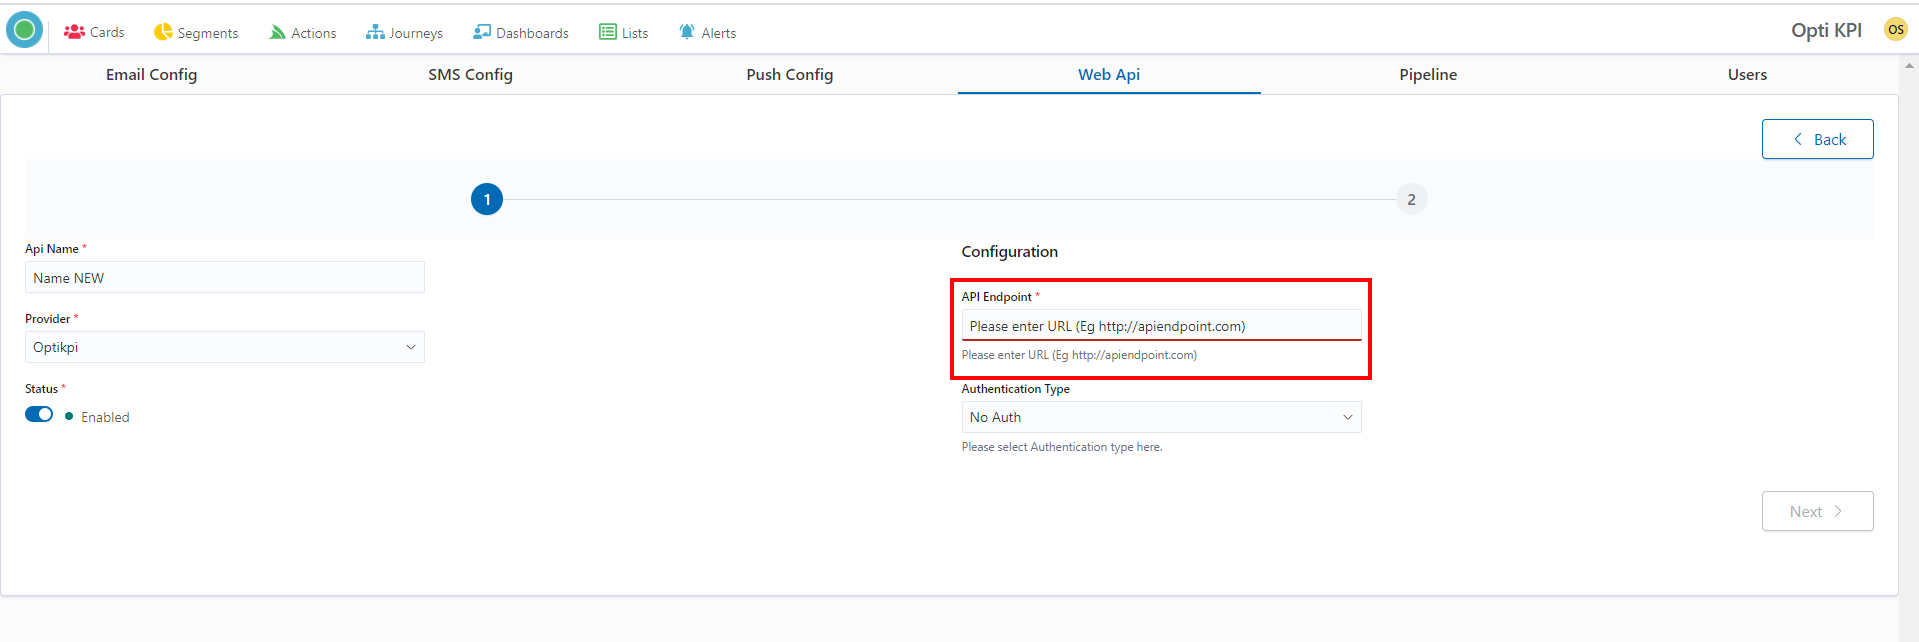 Cards Segments Actions Journeys Dashboards Lists Alerts Opti KPI OS
Email Config SMS Config Push Config Web Api Pipeline Users
Back
1 2
Api Name *
Name NEW
Provider *
Optikpi
Status *
Enabled
Configuration
API Endpoint *
Please enter URL (Eg http://apiendpoint.com)
Please enter URL (Eg http://apiendpoint.com)
Authentication Type
No Auth
Please select Authentication type here.
Next